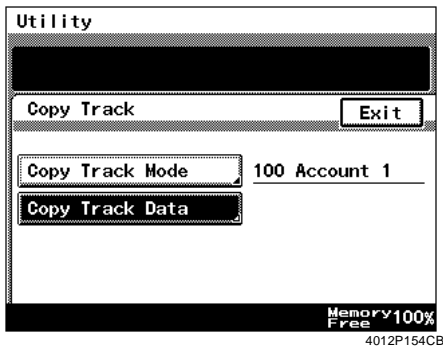 Utility
Copy Track
Exit
Copy Track Mode
100 Account 1
Copy Track Data
Memory
Free 100%
4012P154CB